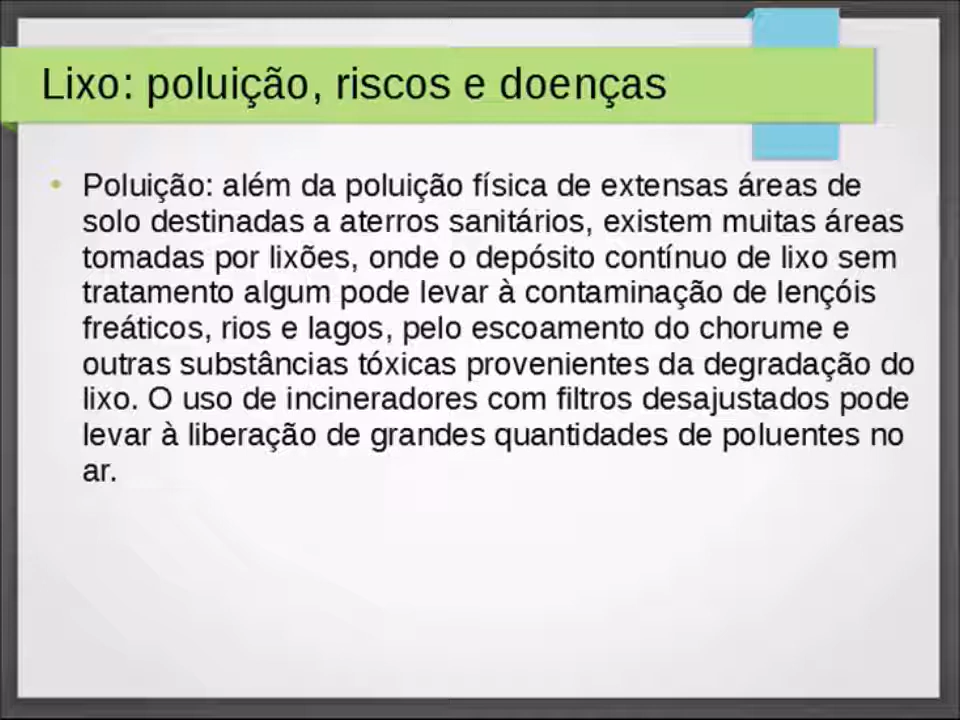 Lixo: poluição, riscos e doenças
• Poluição: além da poluição física de extensas áreas de
solo destinadas a aterros sanitários, existem muitas áreas
tomadas por lixões, onde o depósito contínuo de lixo sem
tratamento algum pode levar à contaminação de lençóis
freáticos, rios e lagos, pelo escoamento do chorume e
outras substâncias tóxicas provenientes da degradação do
lixo. O uso de incineradores com filtros desajustados pode
levar à liberação de grandes quantidades de poluentes no
ar.